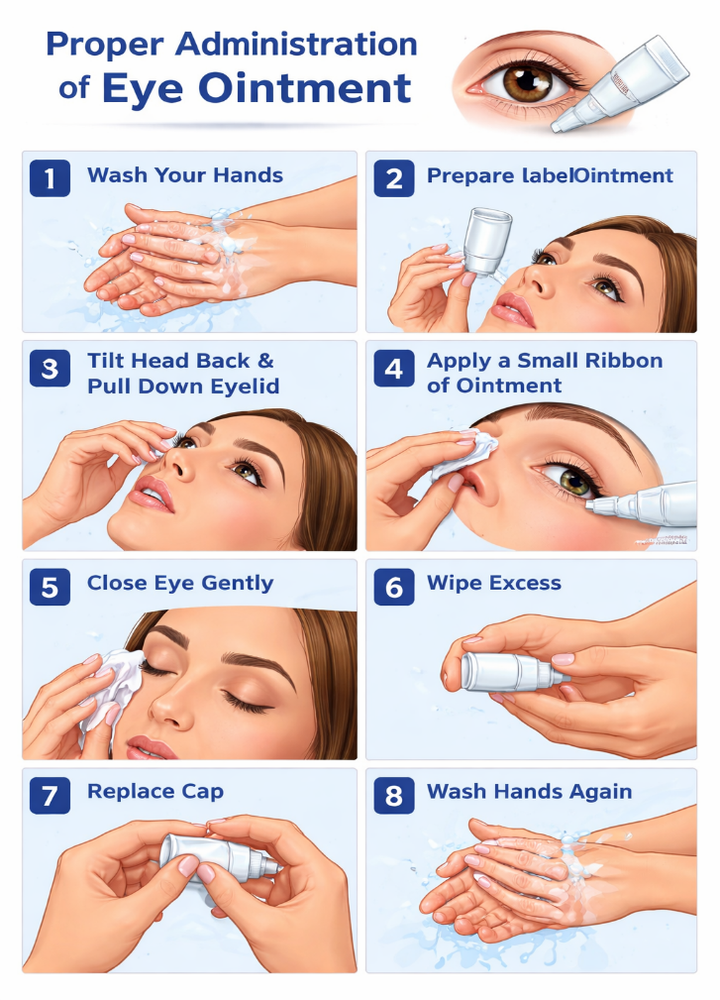 Proper Administration
of Eye Ointment
1 Wash Your Hands
2 Prepare labelOintment
3 Tilt Head Back &
Pull Down Eyelid
4 Apply a Small Ribbon
of Ointment
5 Close Eye Gently
6 Wipe Excess
7 Replace Cap
8 Wash Hands Again